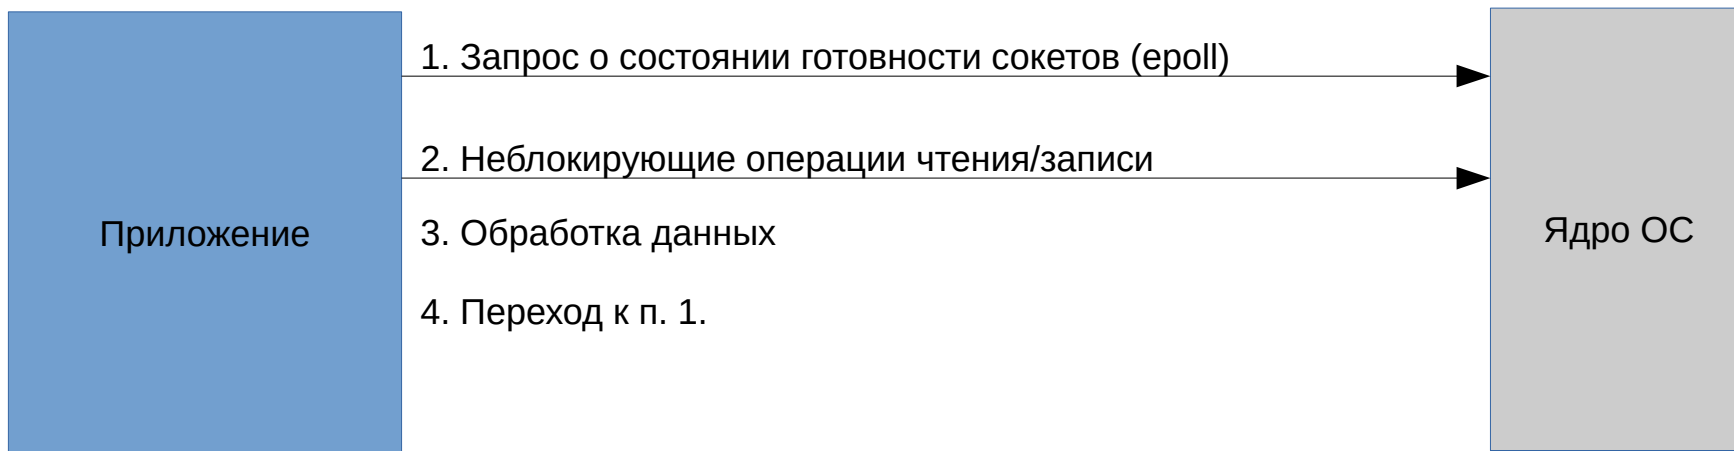 1. Запрос о состоянии готовности сокетов (epoll)
2. Неблокирующие операции чтения/записи
Приложение
3. Обработка данных
Ядро ОС
4. Переход к п. 1.